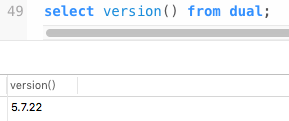 49 select version() from dual;
version()
5.7.22